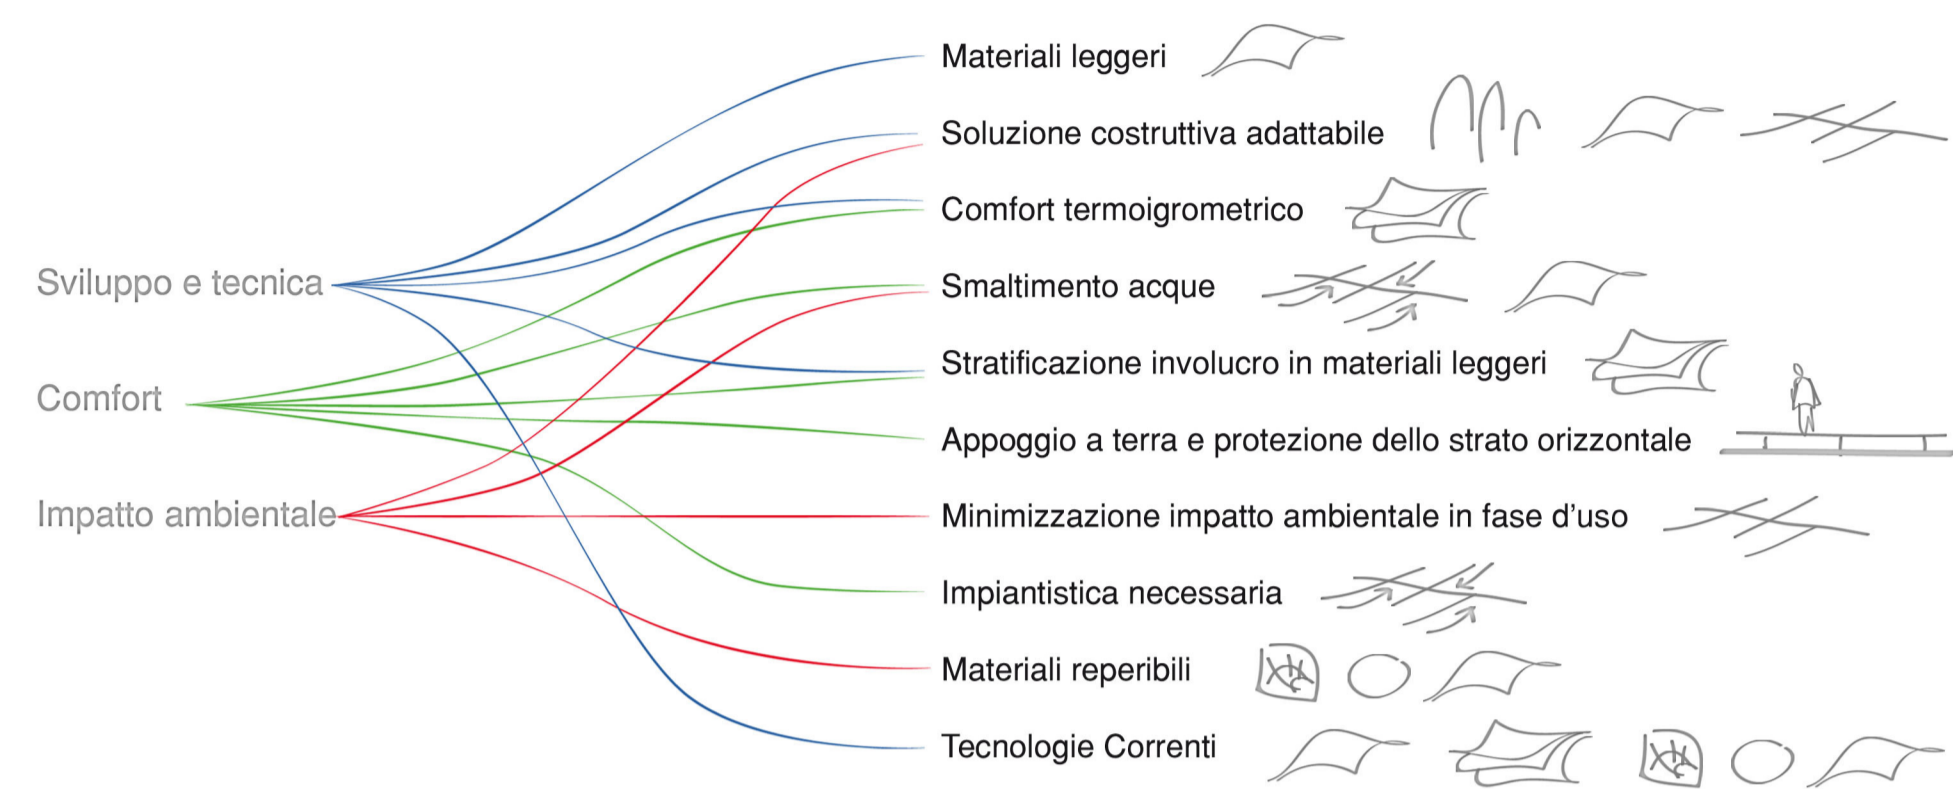 Sviluppo e tecnica
Comfort
Impatto ambientale
Materiali leggeri
Soluzione costruttiva adattabile
Comfort termoigrometrico
Smaltimento acque
Stratificazione involucro in materiali leggeri
Appoggio a terra e protezione dello strato orizzontale
Minimizzazione impatto ambientale in fase d'uso
Impiantistica necessaria
Materiali reperibili
Tecnologie Correnti